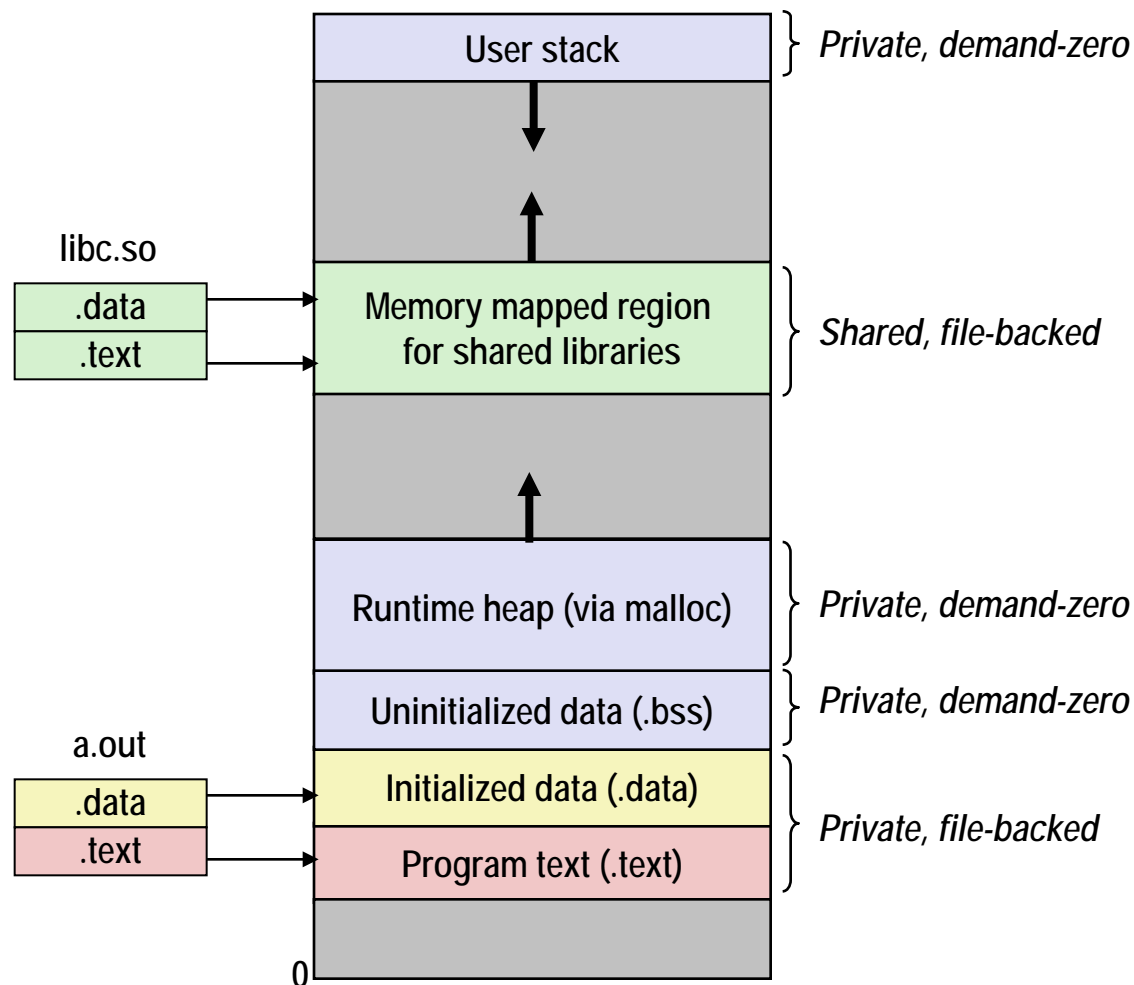 User stack
Private, demand-zero
libc.so
.data
.text
Memory mapped region
for shared libraries
Shared, file-backed
Runtime heap (via malloc)
Private, demand-zero
Uninitialized data (.bss)
Private, demand-zero
a.out
.data
.text
Initialized data (.data)
Program text (.text)
Private, file-backed
0